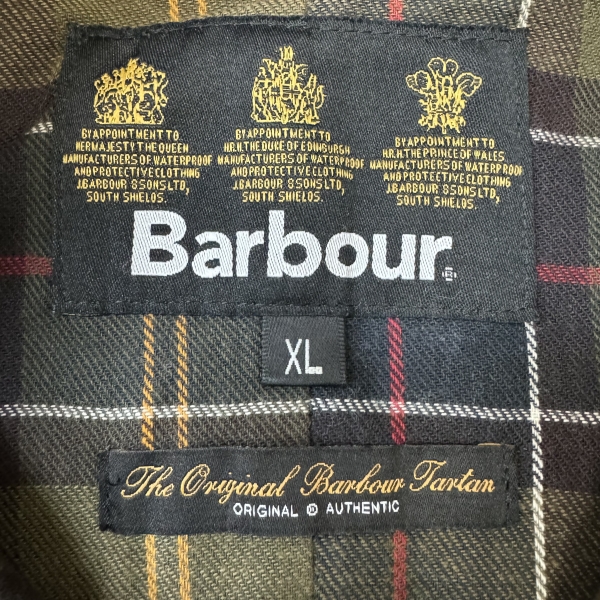 BY APPOINTMENT TO
HER MAJESTY THE QUEEN
MANUFACTURERS OF WATERPROOF
AND PROTECTIVE CLOTHING
J.BARBOUR & SONS LTD,
SOUTH SHIELDS.
BY APPOINTMENT TO
H.R.H. THE DUKE OF EDINBURGH
MANUFACTURERS OF WATERPROOF
AND PROTECTIVE CLOTHING
J.BARBOUR & SONS LTD,
SOUTH SHIELDS.
BY APPOINTMENT TO
H.R.H. THE PRINCE OF WALES
MANUFACTURERS OF WATERPROOF
AND PROTECTIVE CLOTHING
J.BARBOUR & SONS LTD,
SOUTH SHIELDS.
Barbour®
XL
The Original Barbour Tartan
ORIGINAL ® AUTHENTIC